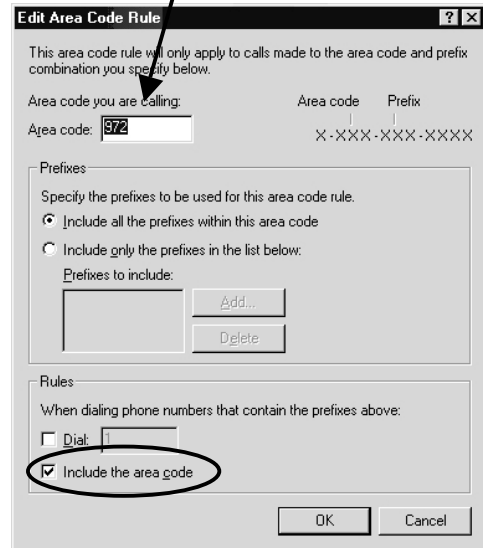 Edit Area Code Rule
This area code rule will only apply to calls made to the area code and prefix
combination you specify below.
Area code you are calling:
Area code Prefix
Area code: 972
X-XXX-XXX-XXXX
Prefixes
Specify the prefixes to be used for this area code rule.
Include all the prefixes within this area code
Include only the prefixes in the list below:
Prefixes to include:
Add...
Delete
Rules
When dialing phone numbers that contain the prefixes above:
Dial: 1
Include the area code
OK Cancel